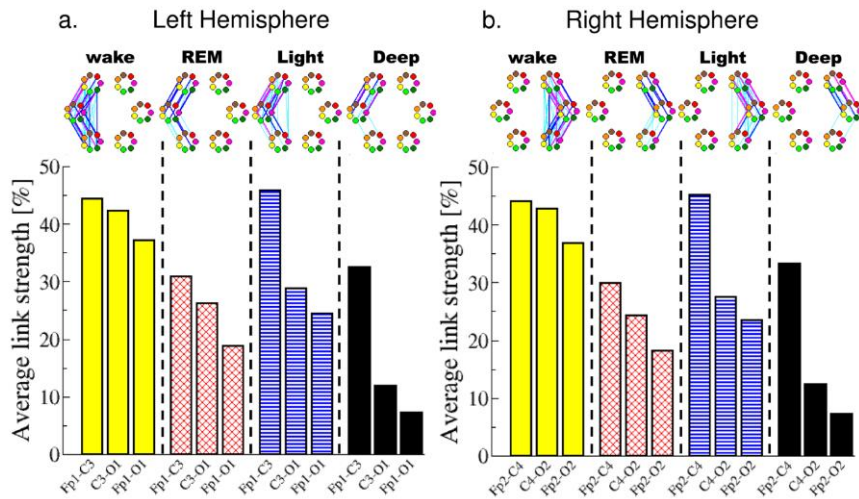 a. Left Hemisphere
wake REM Light Deep
50
40
30
20
10
0
Average link strength [%]
Fp1-C3 C3-O1 Fp1-O1 Fp1-C3 C3-O1 Fp1-O1 Fp1-C3 C3-O1 Fp1-O1 Fp1-C3 C3-O1 Fp1-O1
b. Right Hemisphere
wake REM Light Deep
50
40
30
20
10
0
Average link strength [%]
Fp2-C4 C4-O2 Fp2-O2 Fp2-C4 C4-O2 Fp2-O2 Fp2-C4 C4-O2 Fp2-O2 Fp2-C4 C4-O2 Fp2-O2